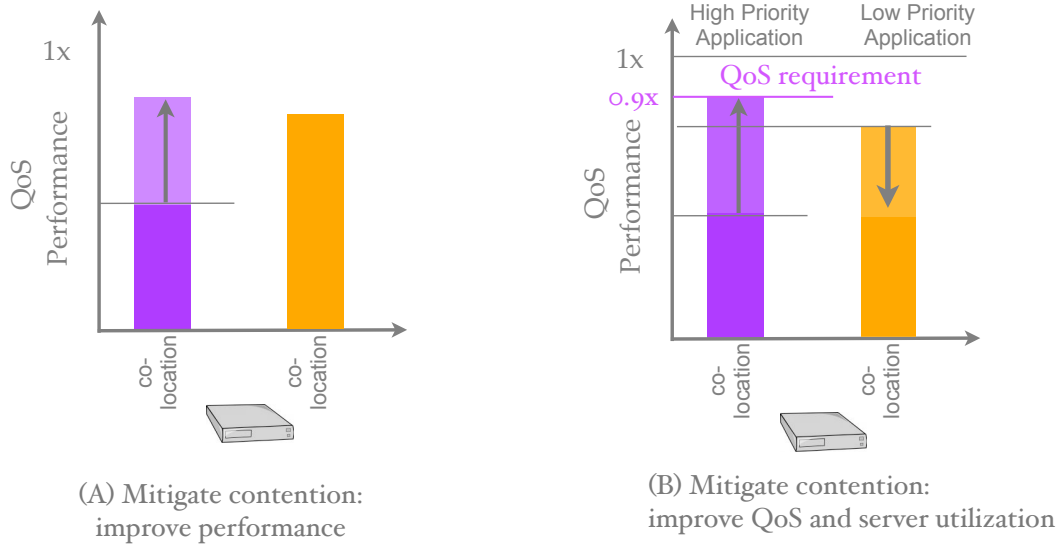 1x
QoS
Performance
co-
location
co-
location
(A) Mitigate contention:
improve performance
High Priority
Application
Low Priority
Application
1x
QoS requirement
0.9x
QoS
Performance
co-
location
co-
location
(B) Mitigate contention:
improve QoS and server utilization